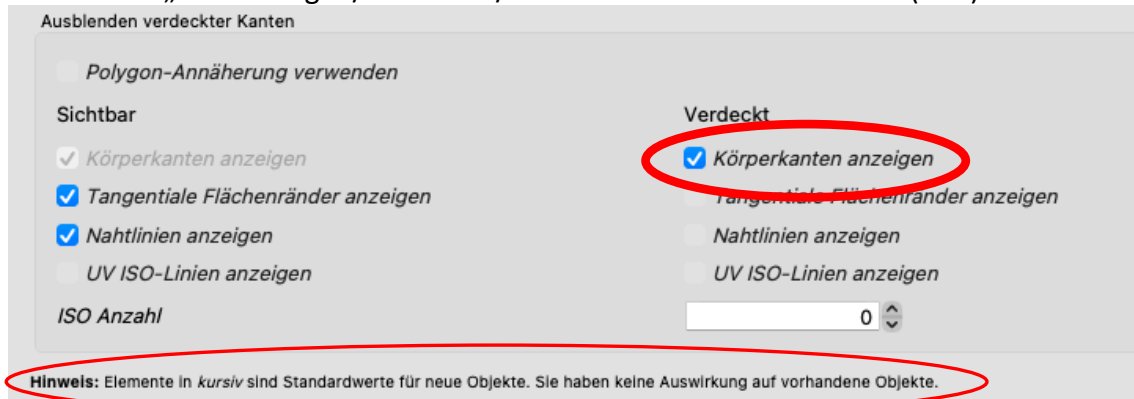 Ausblenden verdeckter Kanten
Polygon-Annäherung verwenden
Sichtbar Verdeckt
Körperkanten anzeigen Körperkanten anzeigen
Tangentiale Flächenränder anzeigen Tangentiale Flächenränder anzeigen
Nahtlinien anzeigen Nahtlinien anzeigen
UV ISO-Linien anzeigen UV ISO-Linien anzeigen
ISO Anzahl 0
Hinweis: Elemente in kursiv sind Standardwerte für neue Objekte. Sie haben keine Auswirkung auf vorhandene Objekte.